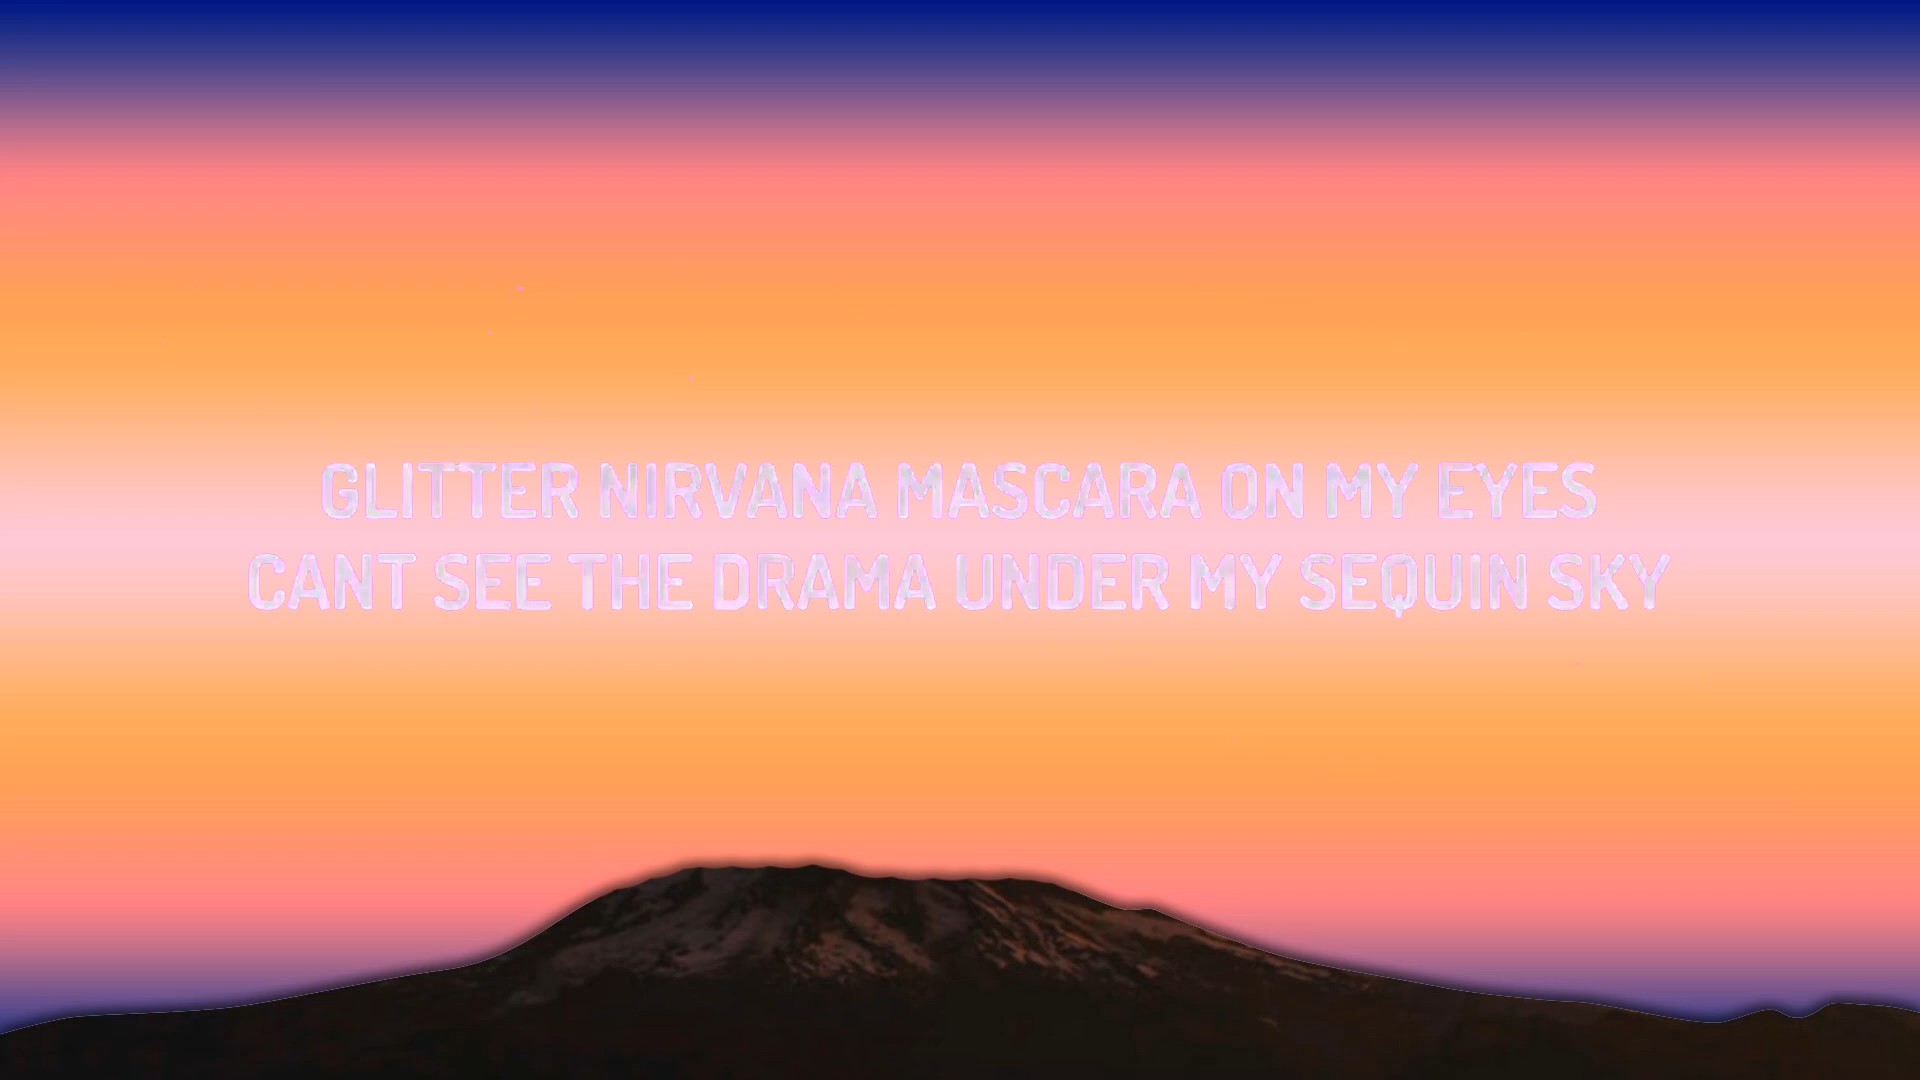 GLITTER NIRVANA MASCARA ON MY EYES
CANT SEE THE DRAMA UNDER MY SEQUIN SKY